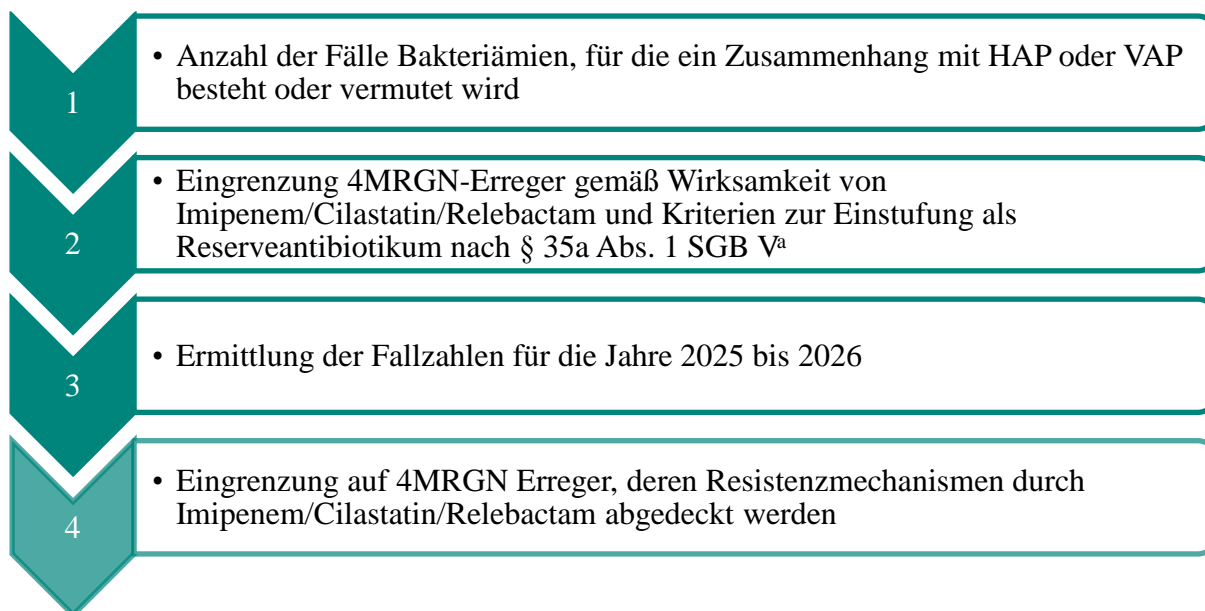 1
• Anzahl der Fälle Bakteriämien, für die ein Zusammenhang mit HAP oder VAP
besteht oder vermutet wird
2
• Eingrenzung 4MRGN-Erreger gemäß Wirksamkeit von
Imipenem/Cilastatin/Relebactam und Kriterien zur Einstufung als
Reserveantibiotikum nach § 35a Abs. 1 SGB Vᵃ
3
• Ermittlung der Fallzahlen für die Jahre 2025 bis 2026
4
• Eingrenzung auf 4MRGN Erreger, deren Resistenzmechanismen durch
Imipenem/Cilastatin/Relebactam abgedeckt werden